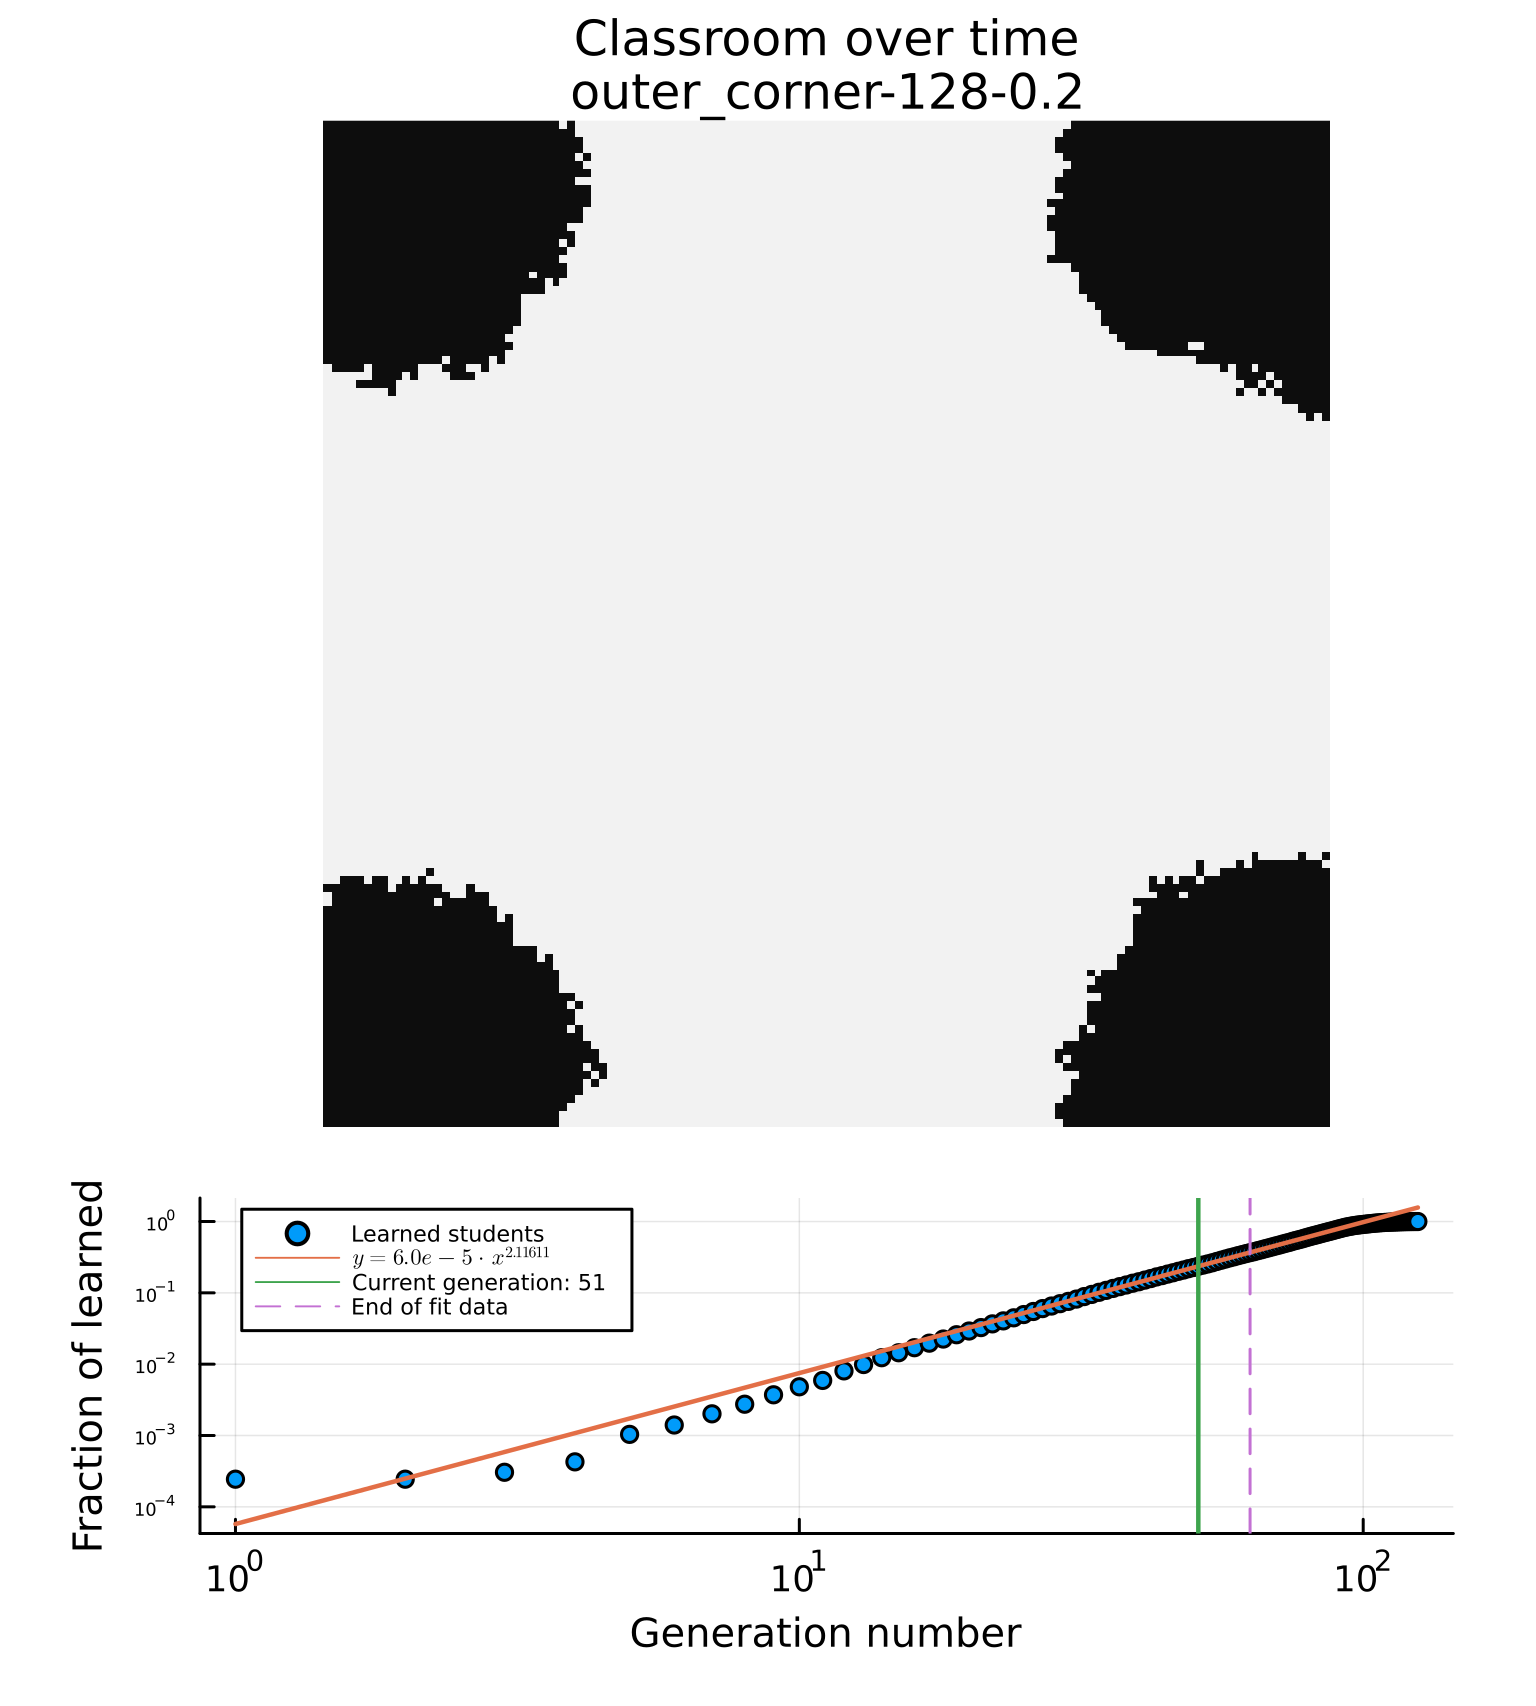 Classroom over time
outer_corner-128-0.2
Fraction of learned
10⁰
10⁻¹
10⁻²
10⁻³
10⁻⁴
Learned students
y = 6.0e − 5 · x^2.11611
Current generation: 51
End of fit data
10⁰ 10¹ 10²
Generation number